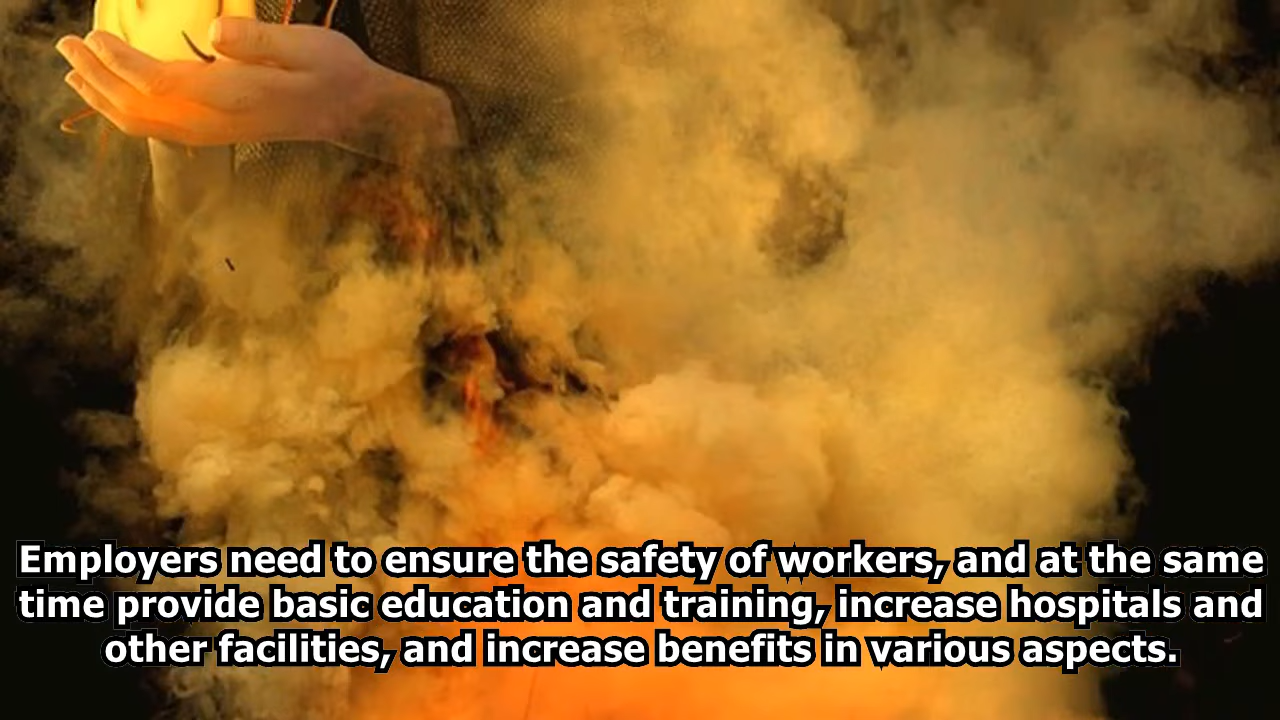 Employers need to ensure the safety of workers, and at the same
time provide basic education and training, increase hospitals and
other facilities, and increase benefits in various aspects.